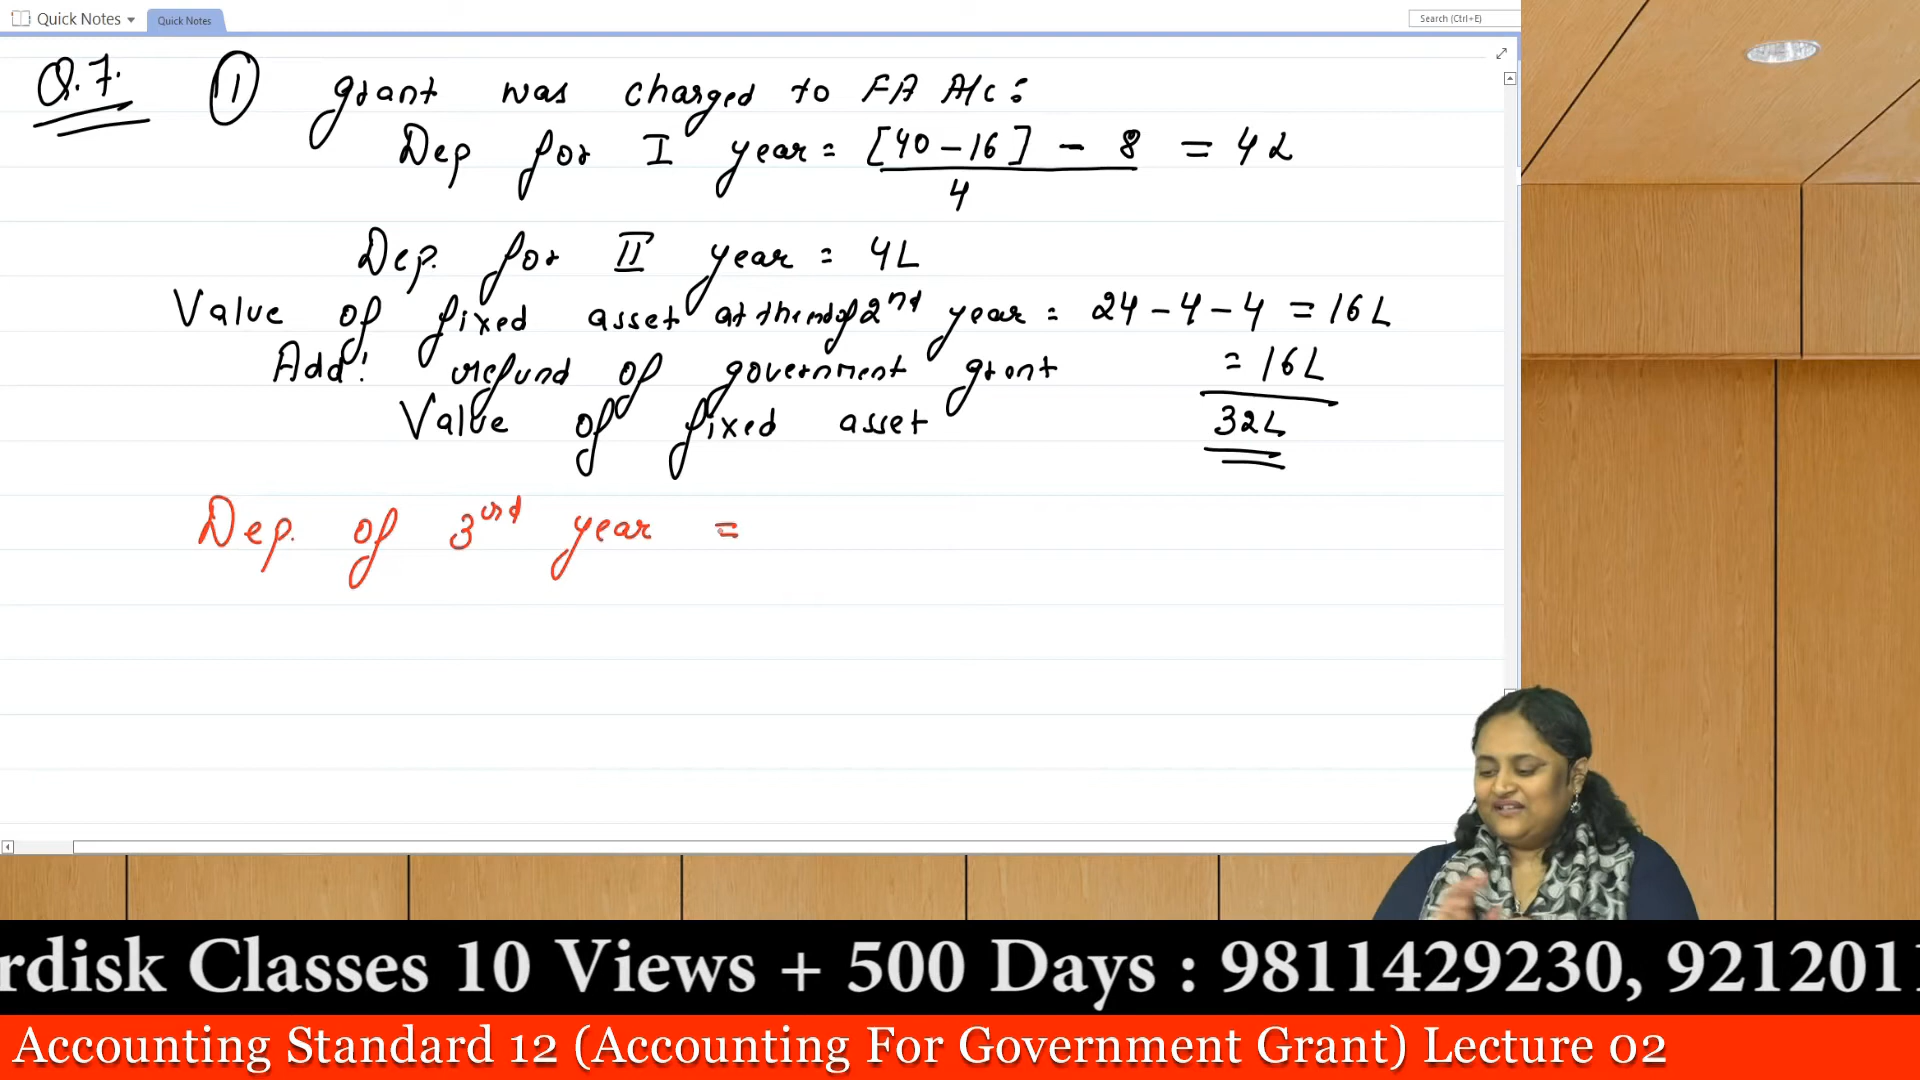 Quick Notes
Quick Notes
Search (Ctrl+E)
Q.7. (1) grant was charged to FA A/c:
Dep for I year = [40 - 16] - 8 = 4L
4
Dep. for II year = 4L
Value of fixed asset at the end of 2nd year = 24 - 4 - 4 = 16L
Add: refund of government grant = 16L
Value of fixed asset 32L
Dep. of 3rd year =
rdisk Classes 10 Views + 500 Days : 9811429230, 9212011
Accounting Standard 12 (Accounting For Government Grant) Lecture 02